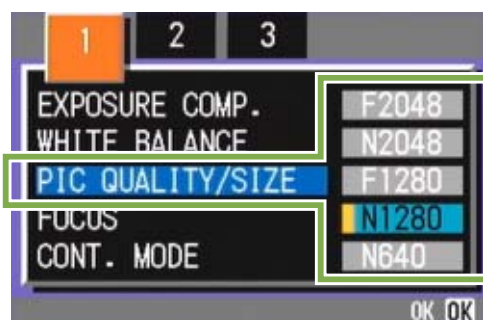 1 2 3
EXPOSURE COMP. F2048
WHITE BALANCE N2048
PIC QUALITY/SIZE F1280
FOCUS N1280
CONT. MODE N640
OK OK